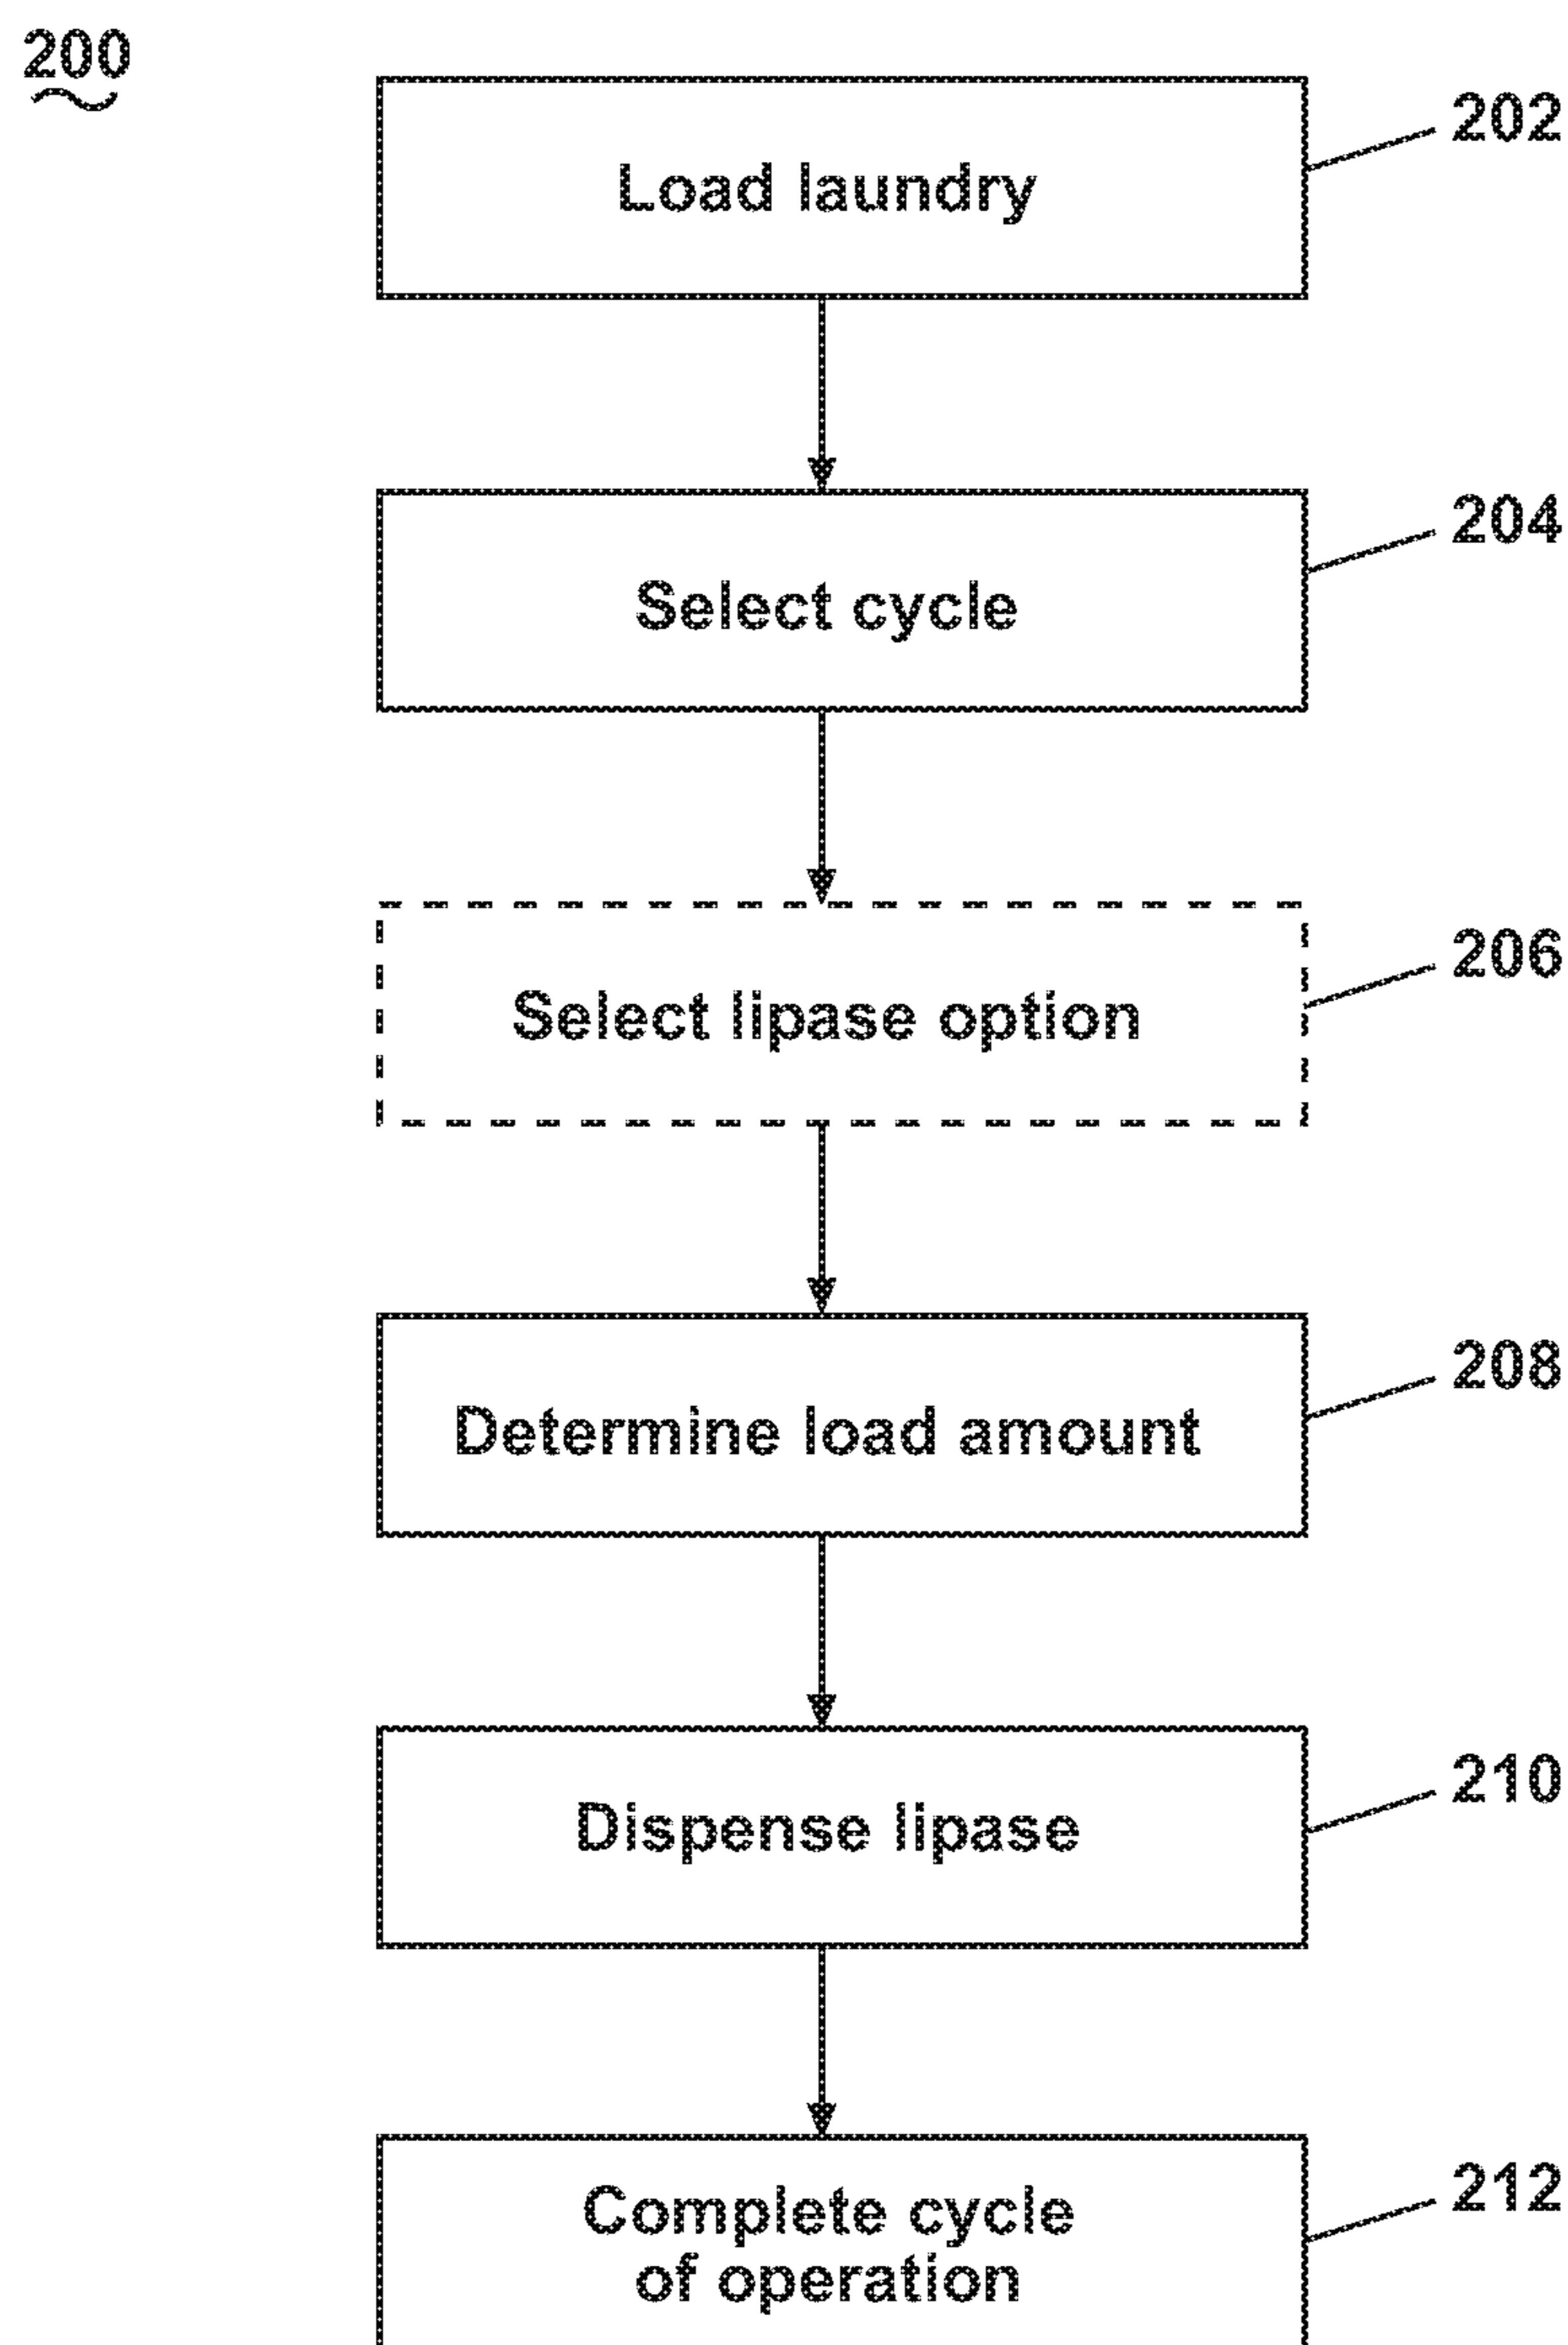 200
Load laundry
202
Select cycle
204
Select lipase option
206
Determine load amount
208
Dispense lipase
210
Complete cycle
of operation
212